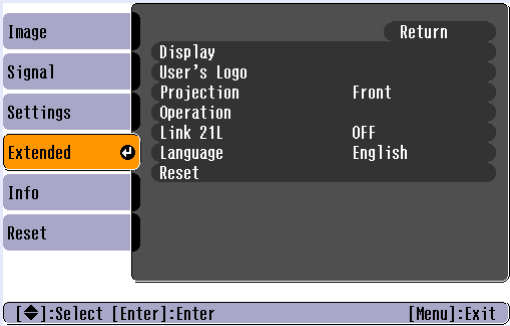 Image
Signal
Settings
Extended
Info
Reset
Return
Display
User's Logo
Projection Front
Operation
Link 21L OFF
Language English
Reset
[◆]:Select [Enter]:Enter [Menu]:Exit